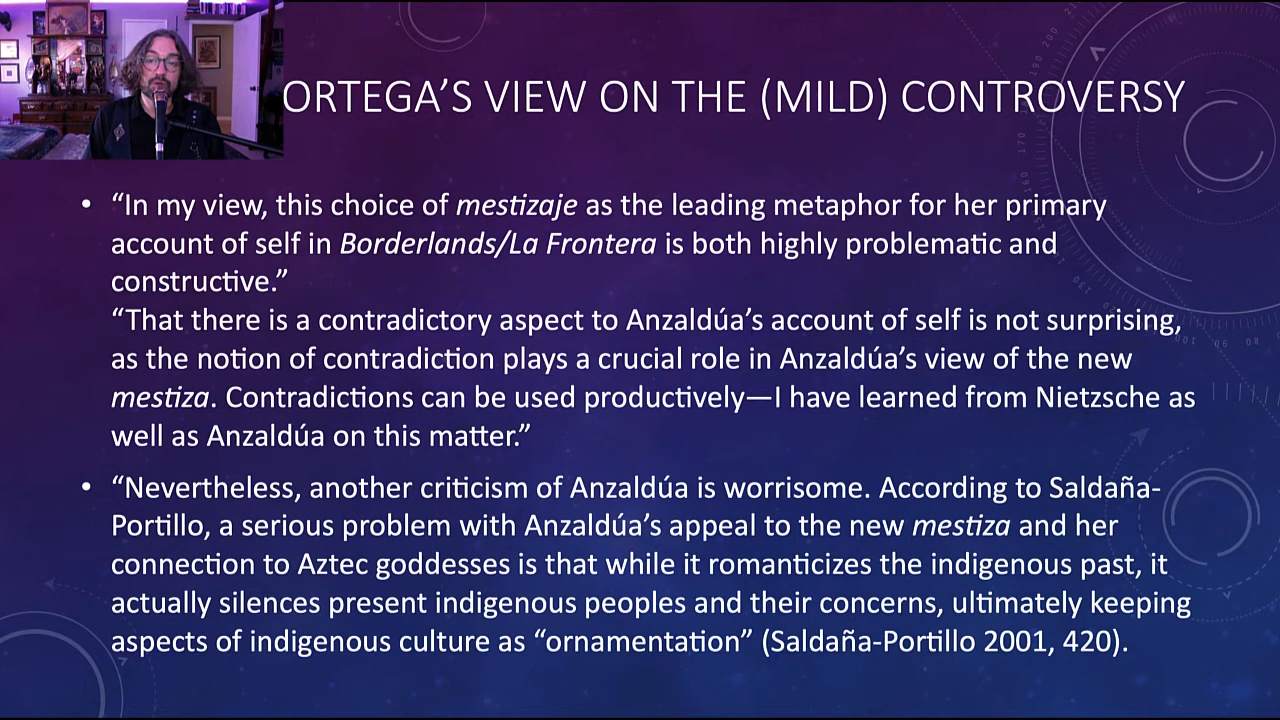 ORTEGA’S VIEW ON THE (MILD) CONTROVERSY
• “In my view, this choice of mestizaje as the leading metaphor for her primary
account of self in Borderlands/La Frontera is both highly problematic and
constructive.”
“That there is a contradictory aspect to Anzaldúa’s account of self is not surprising,
as the notion of contradiction plays a crucial role in Anzaldúa’s view of the new
mestiza. Contradictions can be used productively—I have learned from Nietzsche as
well as Anzaldúa on this matter.”
• “Nevertheless, another criticism of Anzaldúa is worrisome. According to Saldaña-
Portillo, a serious problem with Anzaldúa’s appeal to the new mestiza and her
connection to Aztec goddesses is that while it romanticizes the indigenous past, it
actually silences present indigenous peoples and their concerns, ultimately keeping
aspects of indigenous culture as “ornamentation” (Saldaña-Portillo 2001, 420).